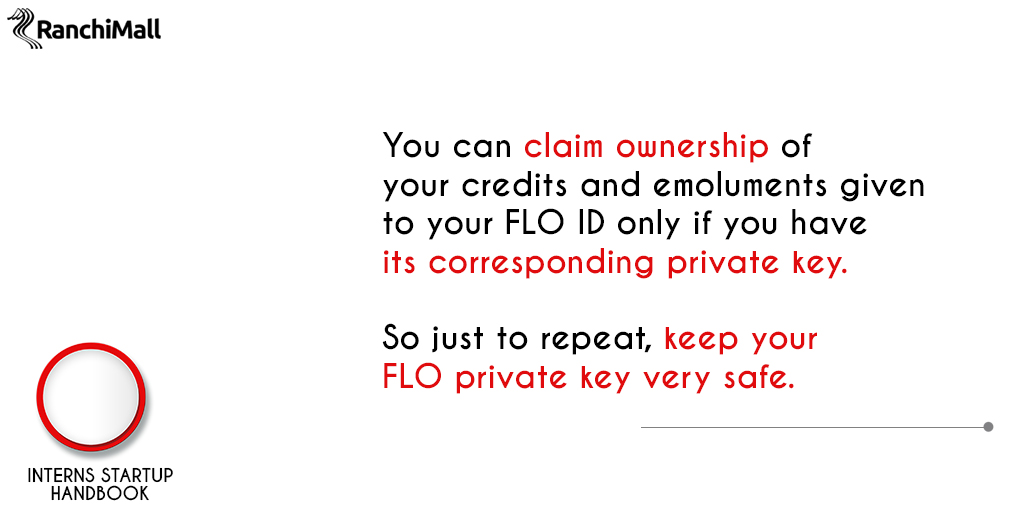 RanchiMall
You can claim ownership of
your credits and emoluments given
to your FLO ID only if you have
its corresponding private key.
So just to repeat, keep your
FLO private key very safe.
INTERNS STARTUP
HANDBOOK